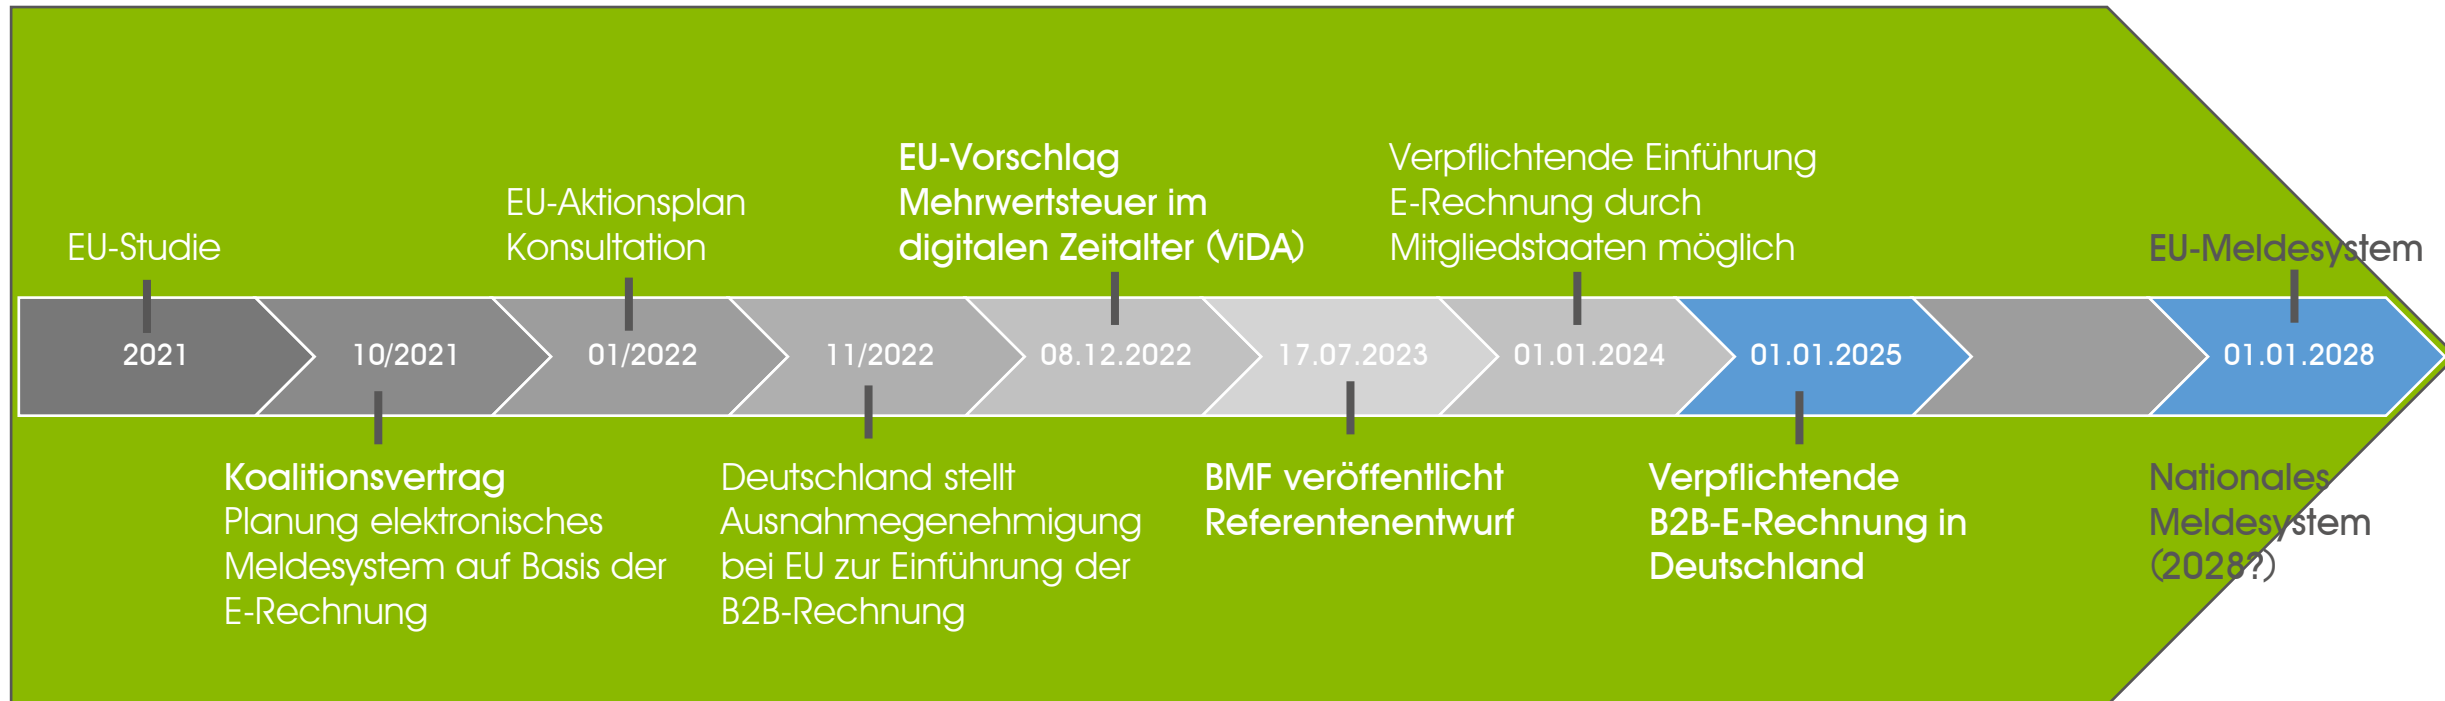 EU-Studie
EU-Aktionsplan
Konsultation
EU-Vorschlag
Mehrwertsteuer im
digitalen Zeitalter (ViDA)
Verpflichtende Einführung
E-Rechnung durch
Mitgliedstaaten möglich
EU-Meldesystem
2021
10/2021
01/2022
11/2022
08.12.2022
17.07.2023
01.01.2024
01.01.2025
01.01.2028
Koalitionsvertrag
Planung elektronisches
Meldesystem auf Basis der
E-Rechnung
Deutschland stellt
Ausnahmegenehmigung
bei EU zur Einführung der
B2B-Rechnung
BMF veröffentlicht
Referentenentwurf
Verpflichtende
B2B-E-Rechnung in
Deutschland
Nationales
Meldesystem
(2028?)